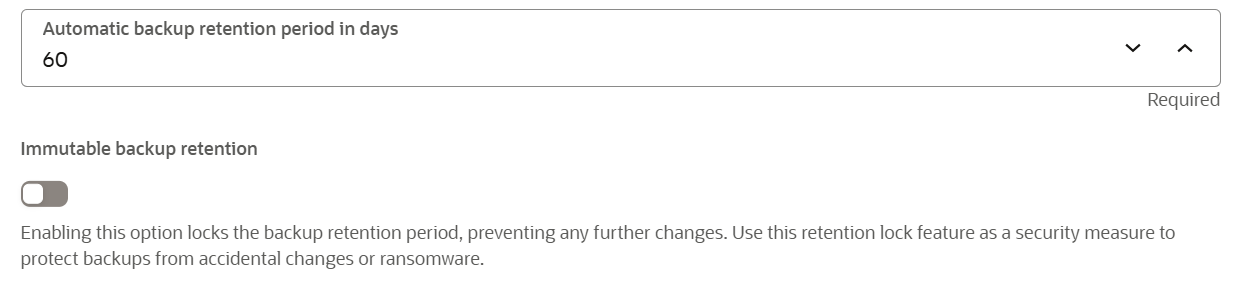 Automatic backup retention period in days
60
Required
Immutable backup retention
Enabling this option locks the backup retention period, preventing any further changes. Use this retention lock feature as a security measure to
protect backups from accidental changes or ransomware.